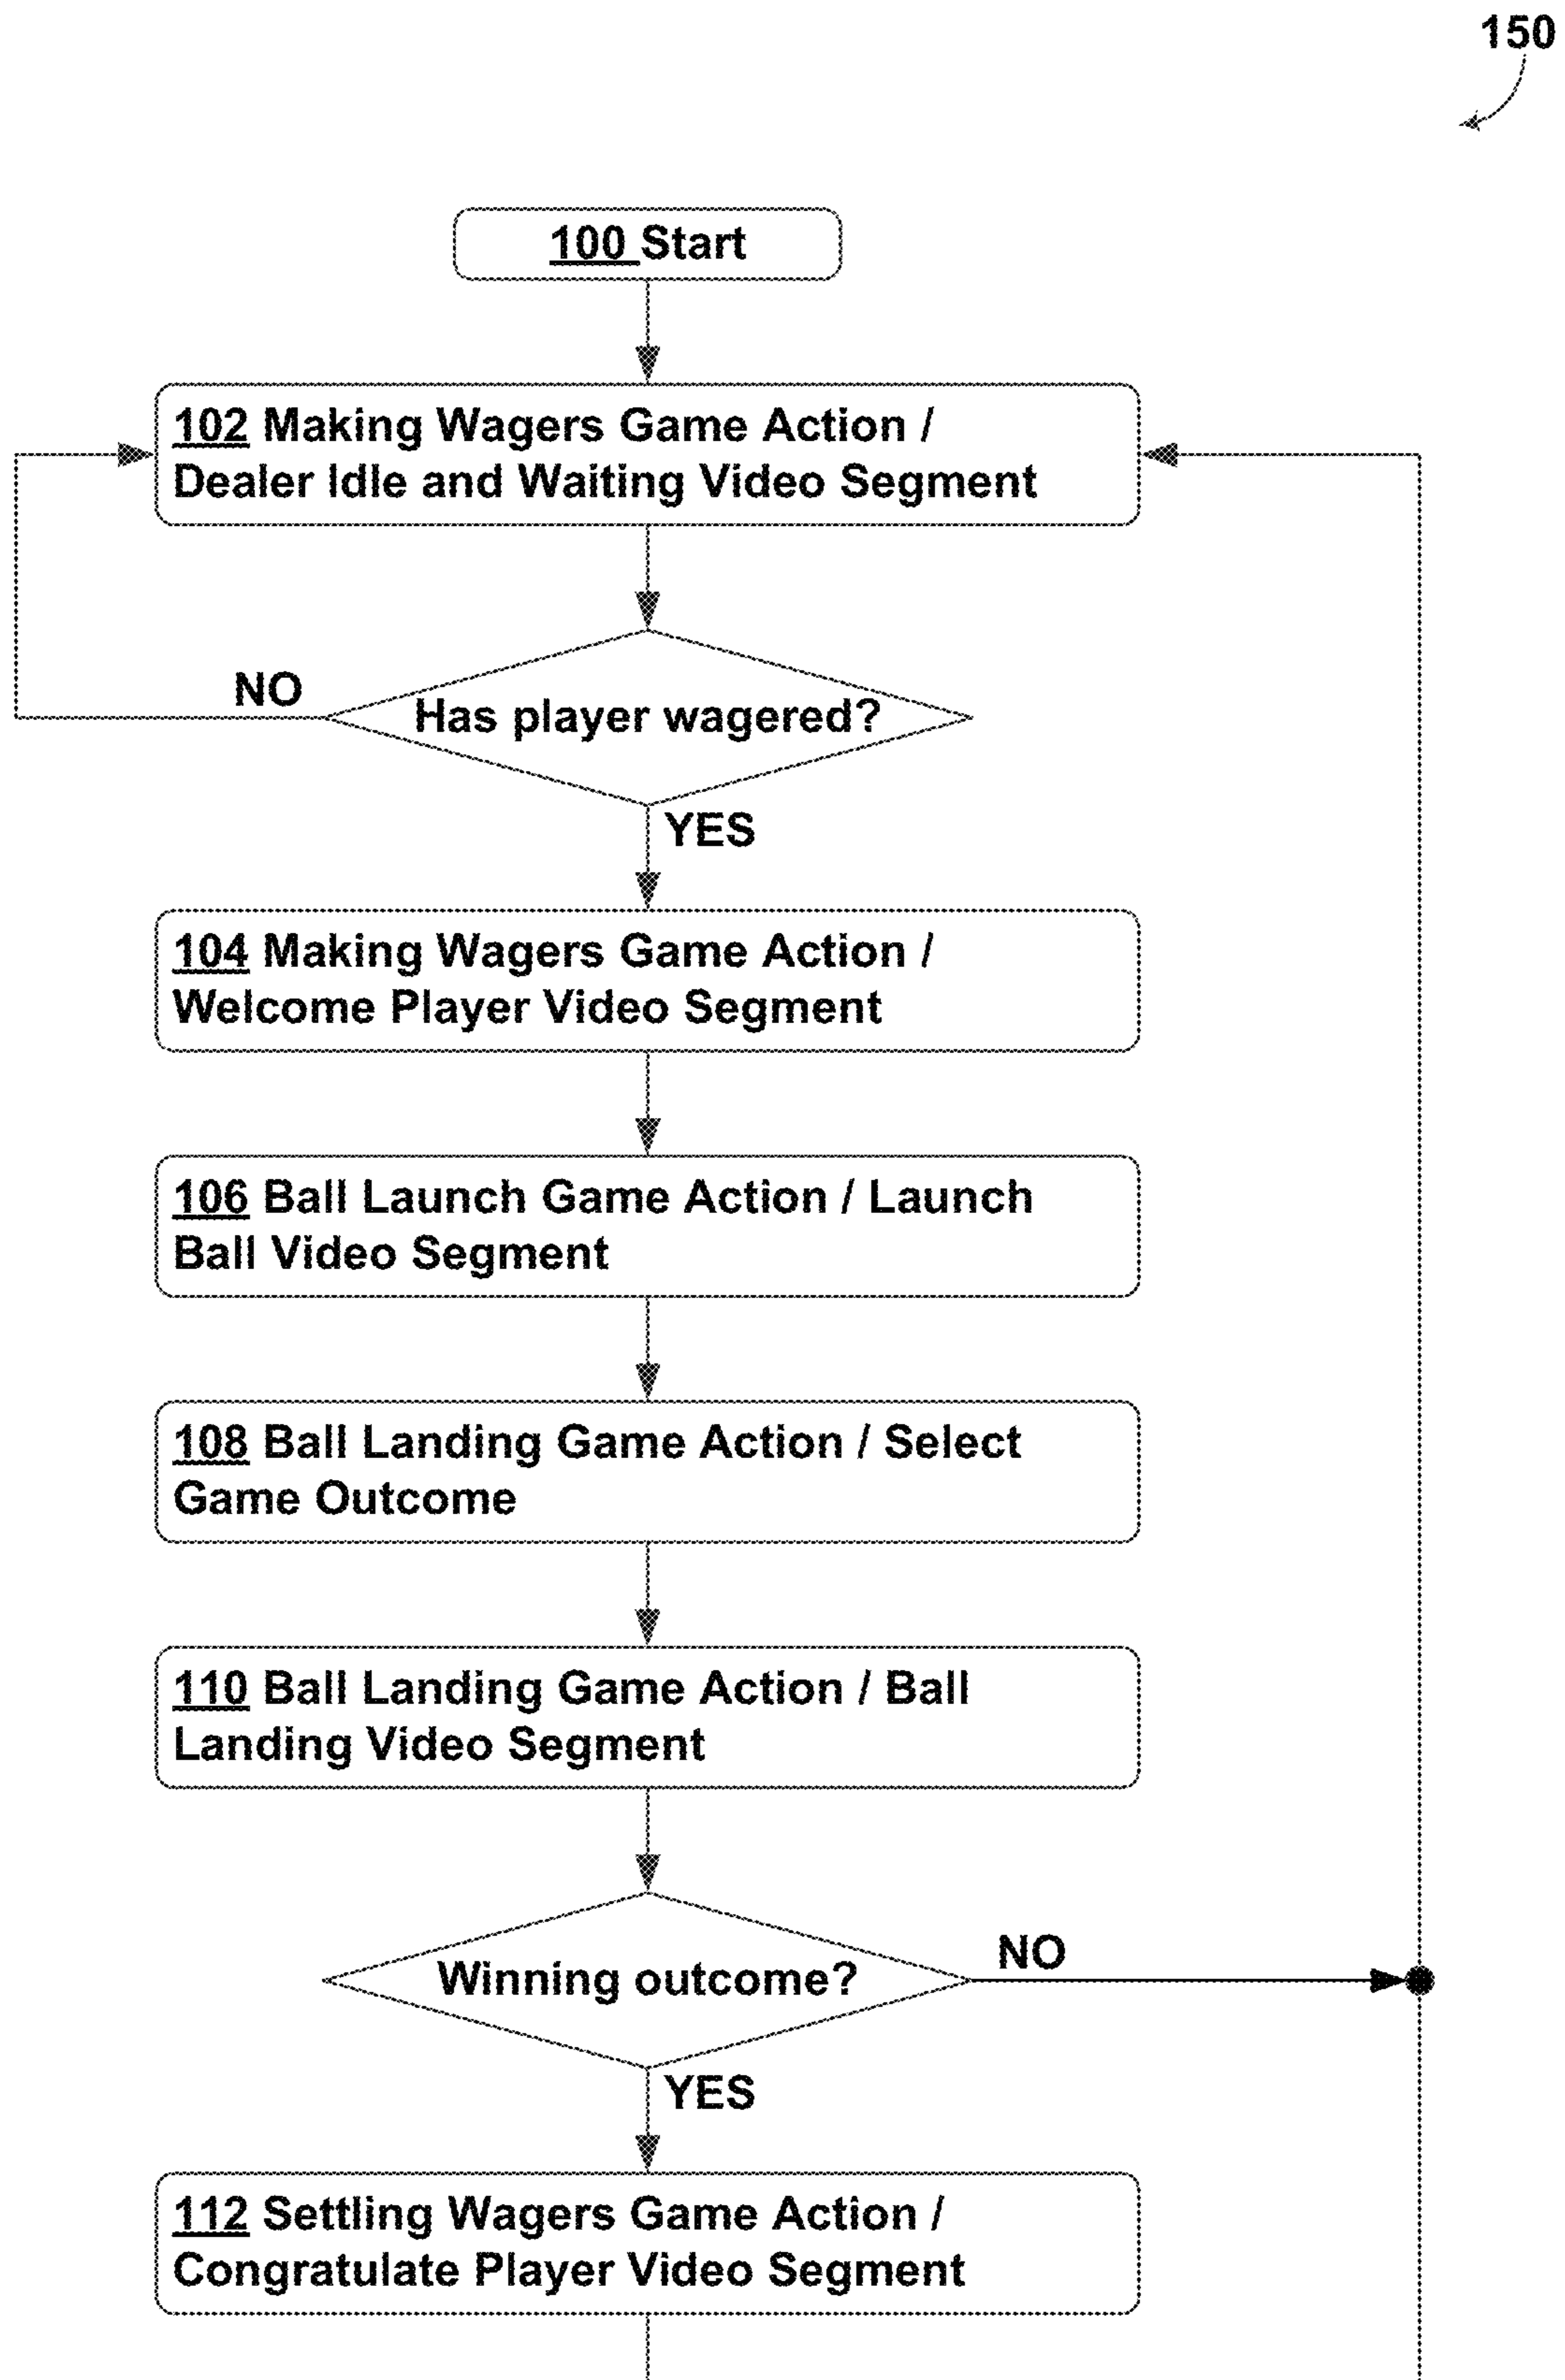 150
100 Start
102 Making Wagers Game Action /
Dealer Idle and Waiting Video Segment
NO
Has player wagered?
YES
104 Making Wagers Game Action /
Welcome Player Video Segment
106 Ball Launch Game Action / Launch
Ball Video Segment
108 Ball Landing Game Action / Select
Game Outcome
110 Ball Landing Game Action / Ball
Landing Video Segment
NO
Winning outcome?
YES
112 Settling Wagers Game Action /
Congratulate Player Video Segment